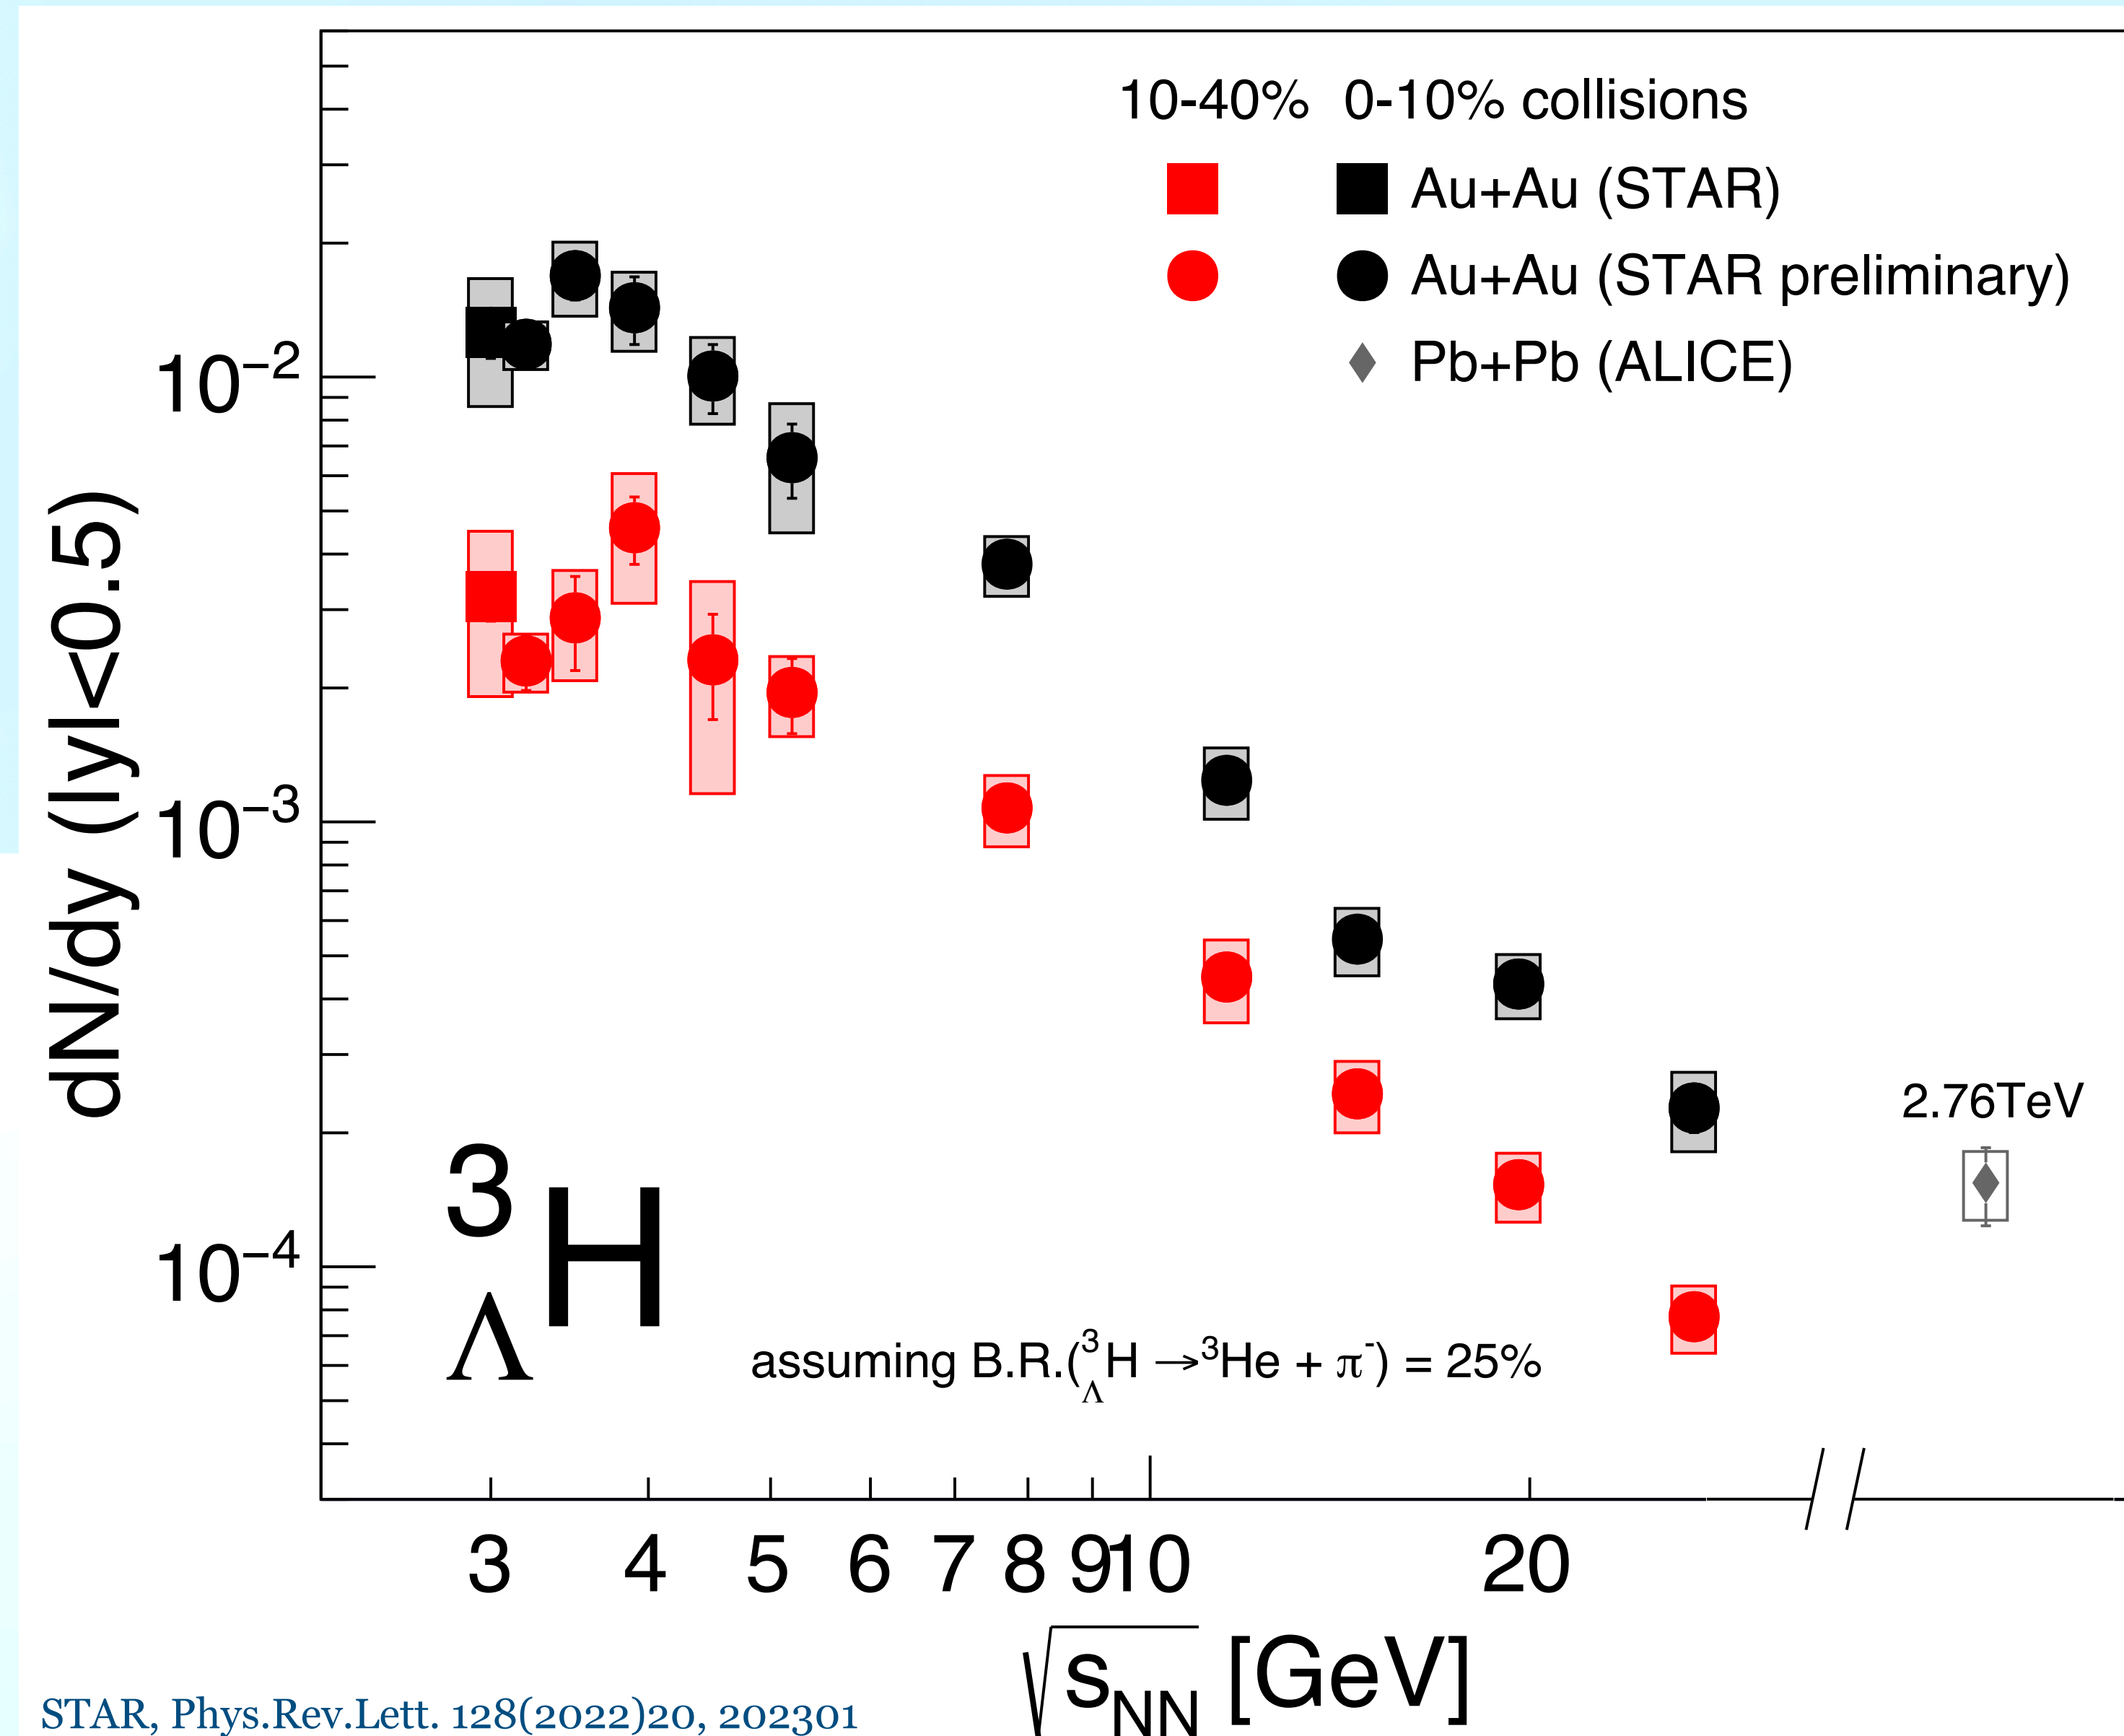 10-40% 0-10% collisions
Au+Au (STAR)
Au+Au (STAR preliminary)
Pb+Pb (ALICE)
10⁻²
10⁻³
10⁻⁴
dN/dy (|y|<0.5)
2.76TeV
³ΛH
assuming B.R.(³ΛH →³He + π⁻) = 25%
3 4 5 6 7 8 9 10 20
√sNN [GeV]
STAR, Phys.Rev.Lett. 128(2022)20, 202301